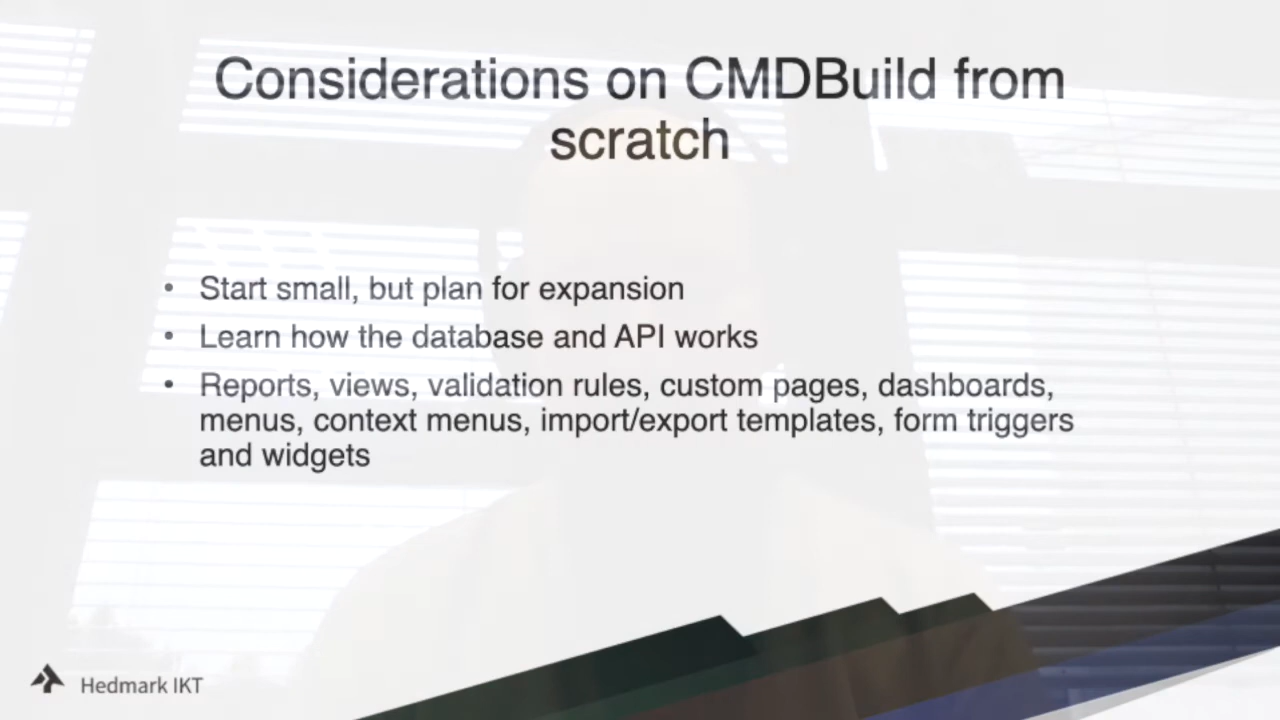 Considerations on CMDBuild from
scratch
• Start small, but plan for expansion
• Learn how the database and API works
• Reports, views, validation rules, custom pages, dashboards,
menus, context menus, import/export templates, form triggers
and widgets
Hedmark IKT